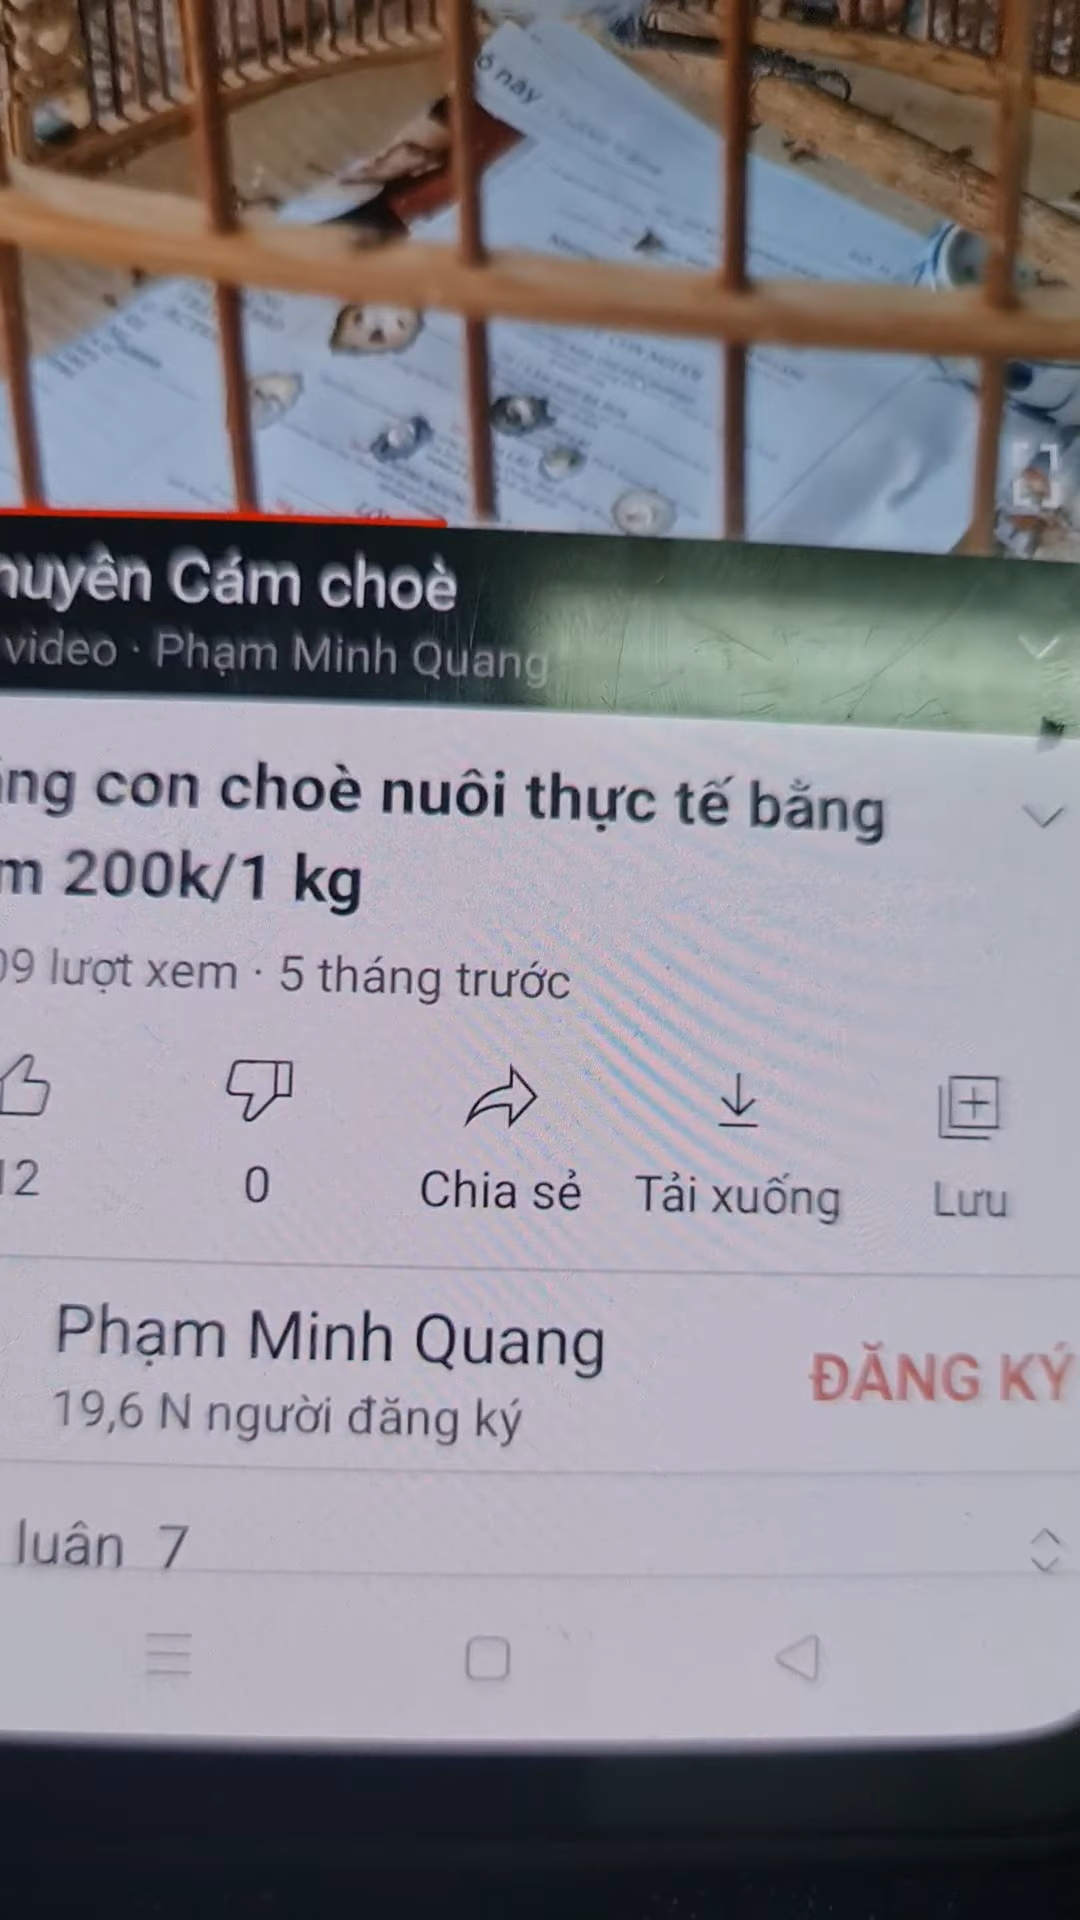 ó này
huyên Cám choè
video · Phạm Minh Quang
ng con choè nuôi thực tế bằng
m 200k/1 kg
09 lượt xem · 5 tháng trước
12
0
Chia sẻ
Tải xuống
Lưu
Phạm Minh Quang
19,6 N người đăng ký
ĐĂNG KÝ
luân 7